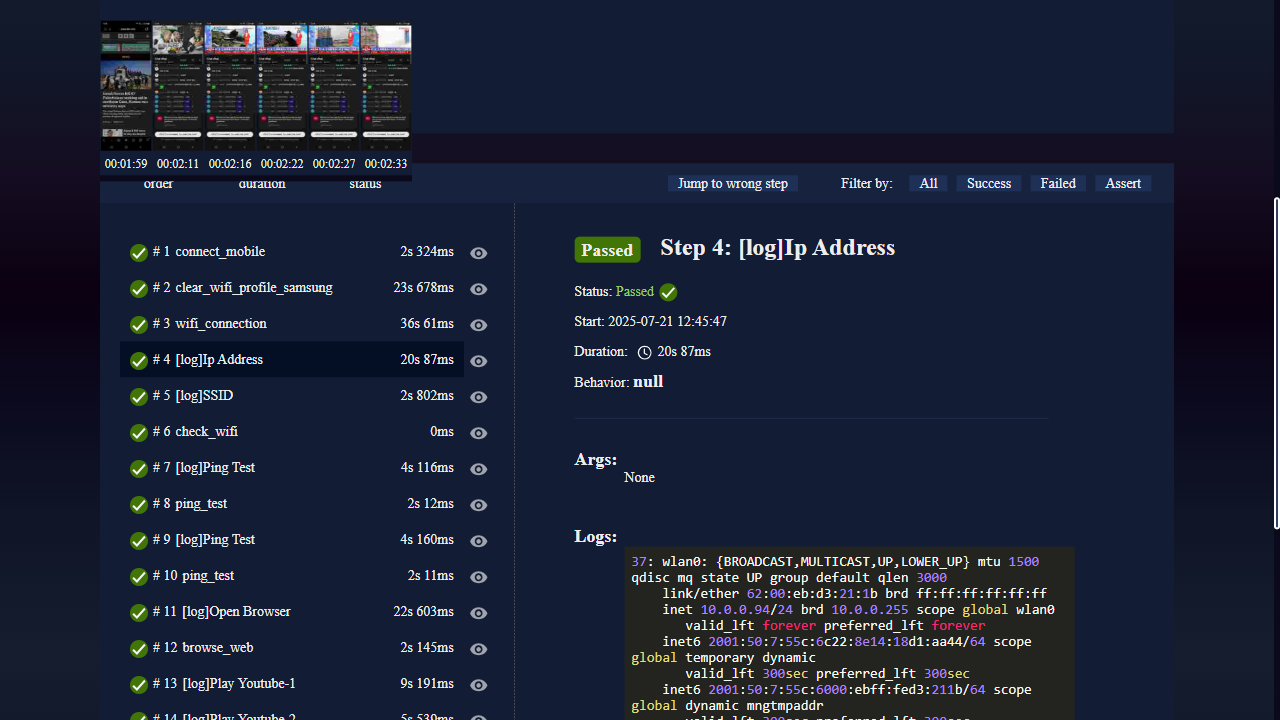 00:01:59 00:02:11 00:02:16 00:02:22 00:02:27 00:02:33
order duration status Jump to wrong step Filter by: All Success Failed Assert
# 1 connect_mobile 2s 324ms
# 2 clear_wifi_profile_samsung 23s 678ms
# 3 wifi_connection 36s 61ms
# 4 [log]Ip Address 20s 87ms
# 5 [log]SSID 2s 802ms
# 6 check_wifi 0ms
# 7 [log]Ping Test 4s 116ms
# 8 ping_test 2s 12ms
# 9 [log]Ping Test 4s 160ms
# 10 ping_test 2s 11ms
# 11 [log]Open Browser 22s 603ms
# 12 browse_web 2s 145ms
# 13 [log]Play Youtube-1 9s 191ms
# 14 [log]Play Youtube-2 5s 539ms
Passed Step 4: [log]Ip Address
Status: Passed
Start: 2025-07-21 12:45:47
Duration: 20s 87ms
Behavior: null
Args:
None
Logs:
37: wlan0: {BROADCAST,MULTICAST,UP,LOWER_UP} mtu 1500
qdisc mq state UP group default qlen 3000
link/ether 62:00:eb:d3:21:1b brd ff:ff:ff:ff:ff:ff
inet 10.0.0.94/24 brd 10.0.0.255 scope global wlan0
valid_lft forever preferred_lft forever
inet6 2001:50:7:55c:6c22:8e14:18d1:aa44/64 scope
global temporary dynamic
valid_lft 300sec preferred_lft 300sec
inet6 2001:50:7:55c:6000:ebff:fed3:211b/64 scope
global dynamic mngtmpaddr
valid_lft 300sec preferred_lft 300sec